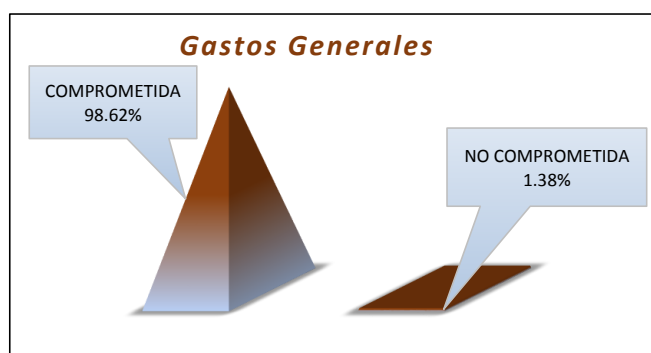 Gastos Generales
COMPROMETIDA
98.62%
NO COMPROMETIDA
1.38%